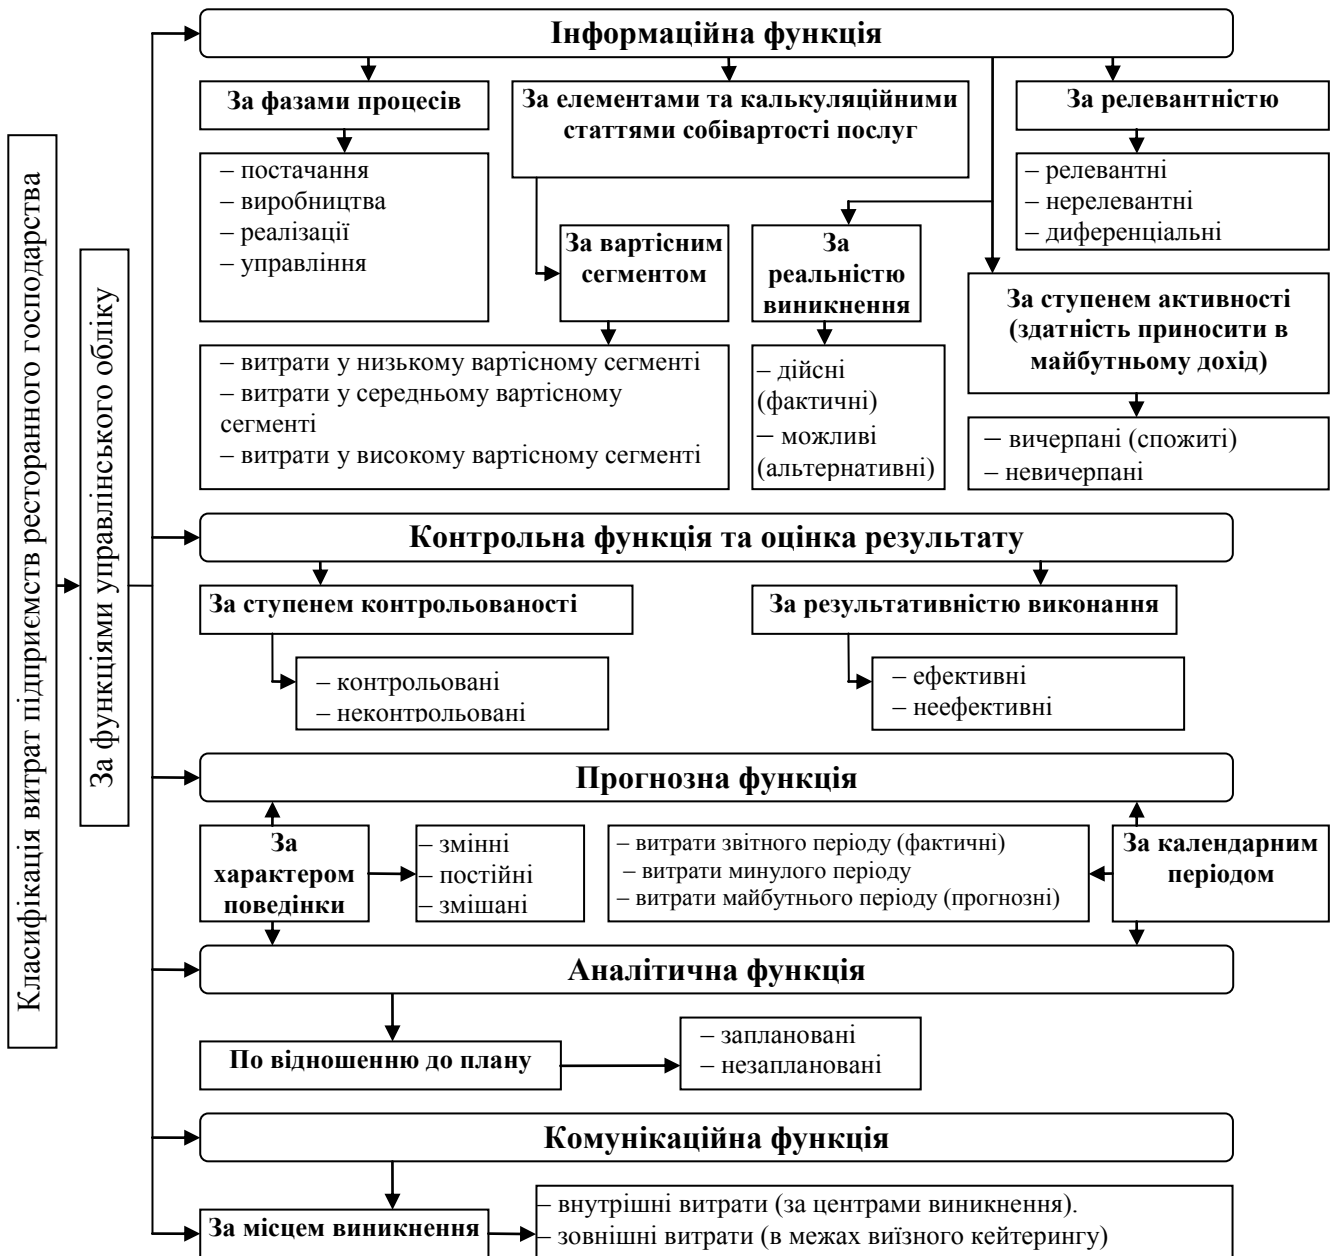 Класифікація витрат підприємств ресторанного господарства
За функціями управлінського обліку
Інформаційна функція
За фазами процесів
– постачання
– виробництва
– реалізації
– управління
За елементами та калькуляційними
статтями собівартості послуг
За релевантністю
– релевантні
– нерелевантні
– диференціальні
За вартісним
сегментом
– витрати у низькому вартісному сегменті
– витрати у середньому вартісному
сегменті
– витрати у високому вартісному сегменті
За
реальністю
виникнення
– дійсні
(фактичні)
– можливі
(альтернативні)
За ступенем активності
(здатність приносити в
майбутньому дохід)
– вичерпані (спожиті)
– невичерпані
Контрольна функція та оцінка результату
За ступенем контрольованості
– контрольовані
– неконтрольовані
За результативністю виконання
– ефективні
– неефективні
Прогнозна функція
За
характером
поведінки
– змінні
– постійні
– змішані
– витрати звітного періоду (фактичні)
– витрати минулого періоду
– витрати майбутнього періоду (прогнозні)
За календарним
періодом
Аналітична функція
По відношенню до плану
– заплановані
– незаплановані
Комунікаційна функція
За місцем виникнення
– внутрішні витрати (за центрами виникнення).
– зовнішні витрати (в межах виїзного кейтерингу)